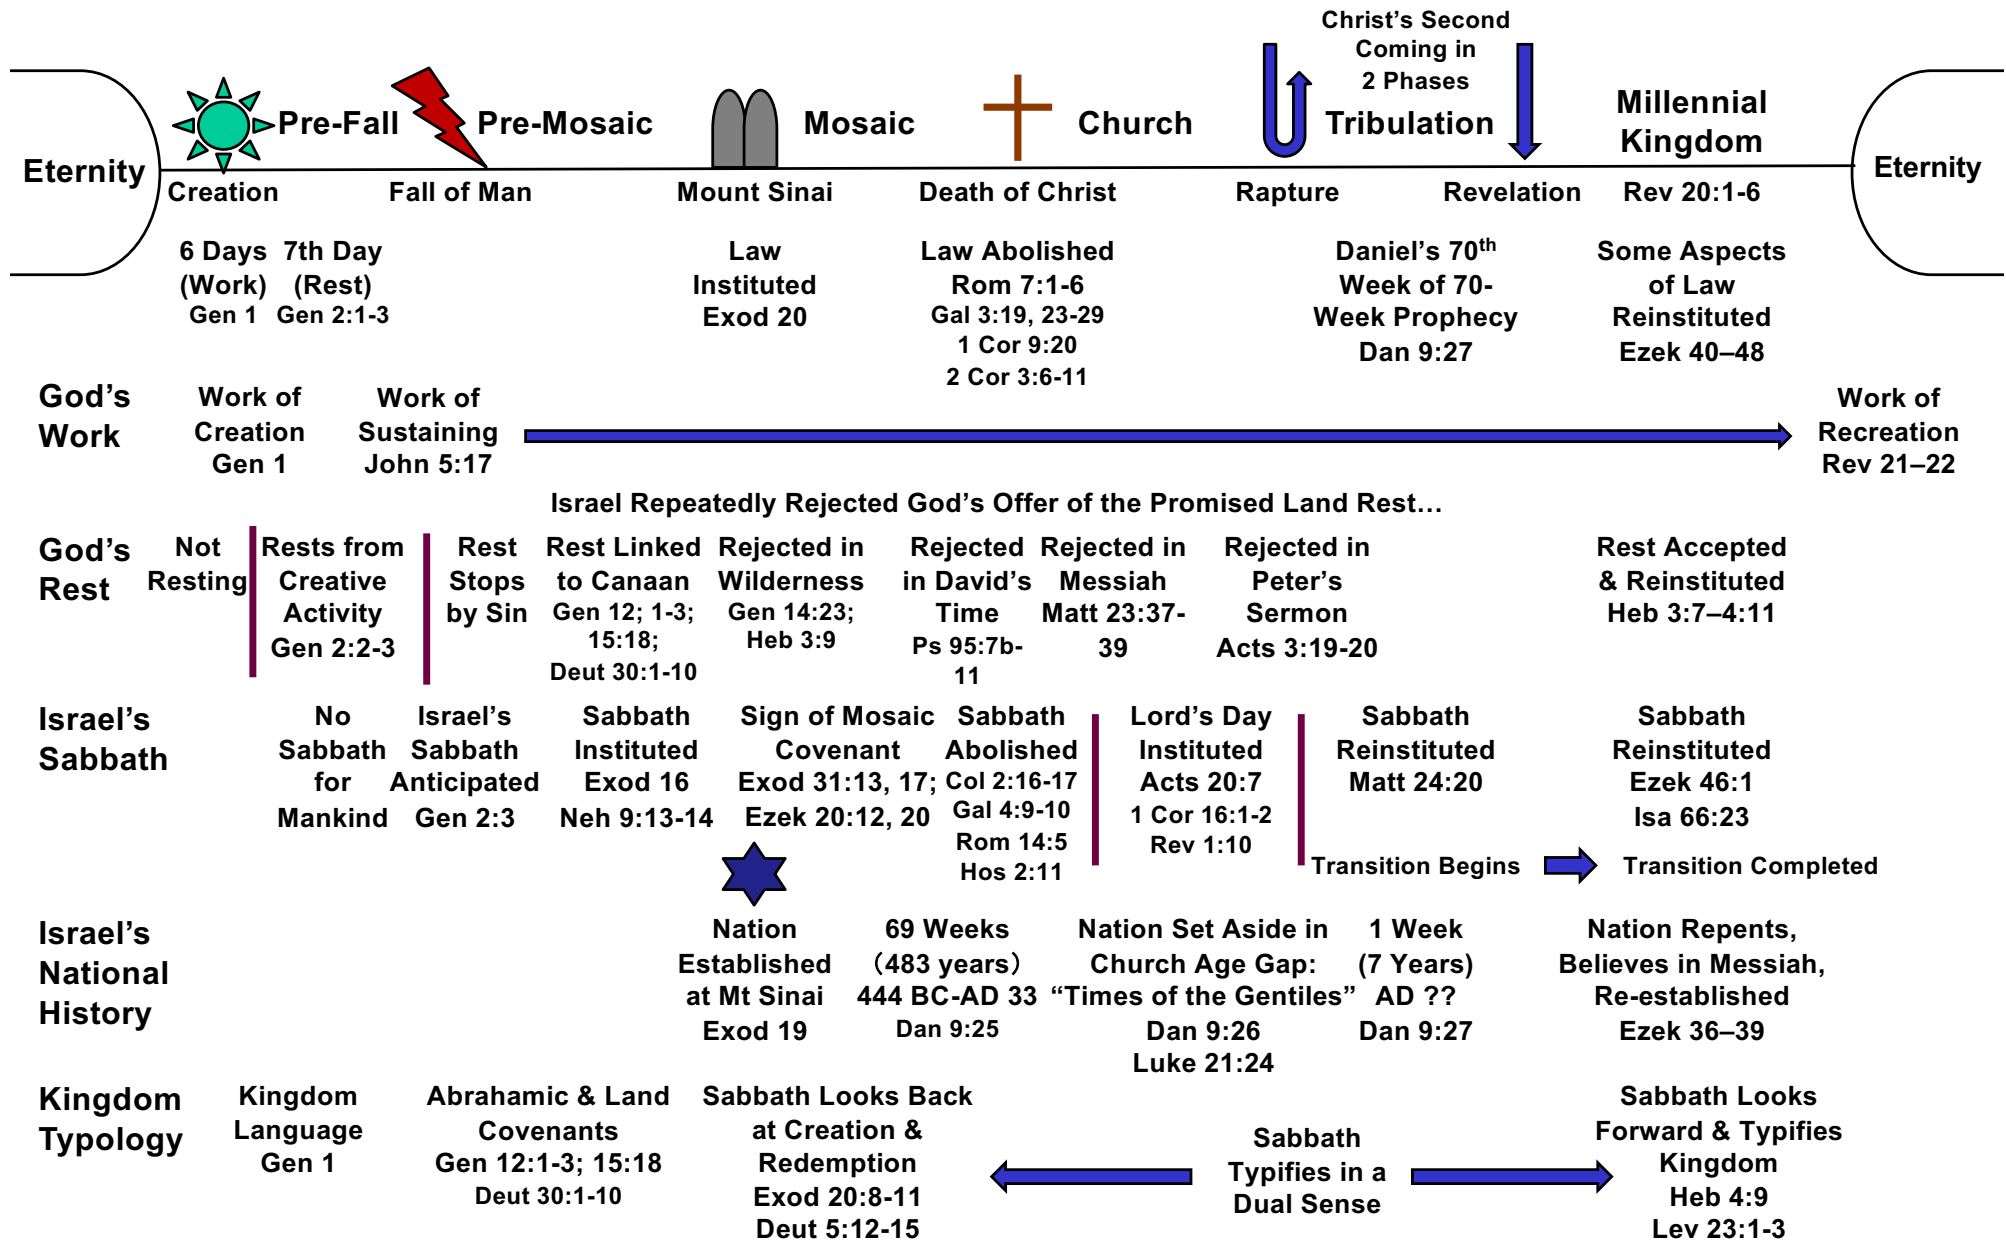 Christ’s Second
Coming in
2 Phases
Eternity
Pre-Fall
Pre-Mosaic
Mosaic
Church
Tribulation
Millennial
Kingdom
Eternity
Creation
Fall of Man
Mount Sinai
Death of Christ
Rapture
Revelation
Rev 20:1-6
6 Days
(Work)
Gen 1
7th Day
(Rest)
Gen 2:1-3
Law
Instituted
Exod 20
Law Abolished
Rom 7:1-6
Gal 3:19, 23-29
1 Cor 9:20
2 Cor 3:6-11
Daniel’s 70th
Week of 70-
Week Prophecy
Dan 9:27
Some Aspects
of Law
Reinstituted
Ezek 40–48
God’s
Work
Work of
Creation
Gen 1
Work of
Sustaining
John 5:17
Work of
Recreation
Rev 21–22
Israel Repeatedly Rejected God’s Offer of the Promised Land Rest…
God’s
Rest
Not
Resting
Rests from
Creative
Activity
Gen 2:2-3
Rest
Stops
by Sin
Rest Linked
to Canaan
Gen 12; 1-3;
15:18;
Deut 30:1-10
Rejected in
Wilderness
Gen 14:23;
Heb 3:9
Rejected
in David’s
Time
Ps 95:7b-
11
Rejected in
Messiah
Matt 23:37-
39
Rejected in
Peter’s
Sermon
Acts 3:19-20
Rest Accepted
& Reinstituted
Heb 3:7–4:11
Israel’s
Sabbath
No
Sabbath
for
Mankind
Israel’s
Sabbath
Anticipated
Gen 2:3
Sabbath
Instituted
Exod 16
Neh 9:13-14
Sign of Mosaic
Covenant
Exod 31:13, 17;
Ezek 20:12, 20
Sabbath
Abolished
Col 2:16-17
Gal 4:9-10
Rom 14:5
Hos 2:11
Lord’s Day
Instituted
Acts 20:7
1 Cor 16:1-2
Rev 1:10
Sabbath
Reinstituted
Matt 24:20
Sabbath
Reinstituted
Ezek 46:1
Isa 66:23
Transition Begins
Transition Completed
Israel’s
National
History
Nation
Established
at Mt Sinai
Exod 19
69 Weeks
（483 years）
444 BC-AD 33
Dan 9:25
Nation Set Aside in
Church Age Gap:
“Times of the Gentiles”
Dan 9:26
Luke 21:24
1 Week
(7 Years)
AD ??
Dan 9:27
Nation Repents,
Believes in Messiah,
Re-established
Ezek 36–39
Kingdom
Typology
Kingdom
Language
Gen 1
Abrahamic & Land
Covenants
Gen 12:1-3; 15:18
Deut 30:1-10
Sabbath Looks Back
at Creation &
Redemption
Exod 20:8-11
Deut 5:12-15
Sabbath
Typifies in a
Dual Sense
Sabbath Looks
Forward & Typifies
Kingdom
Heb 4:9
Lev 23:1-3